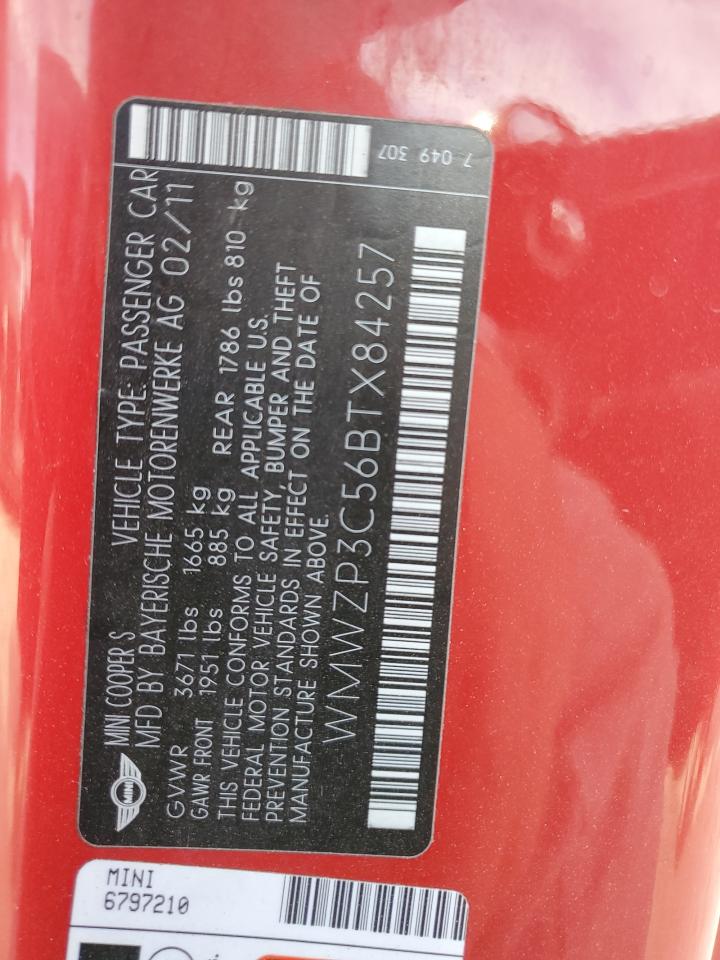 MINI
MINI COOPER S VEHICLE TYPE: PASSENGER CAR
MFD BY BAYERISCHE MOTORENWERKE AG 02/11
GVWR 3671 lbs 1665 kg
GAWR FRONT 1951 lbs 885 kg REAR 1786 lbs 810 kg
THIS VEHICLE CONFORMS TO ALL APPLICABLE U.S.
FEDERAL MOTOR VEHICLE SAFETY, BUMPER AND THEFT
PREVENTION STANDARDS IN EFFECT ON THE DATE OF
MANUFACTURE SHOWN ABOVE.
WMWZP3C56BTX84257
7 049 307
MINI
6797210